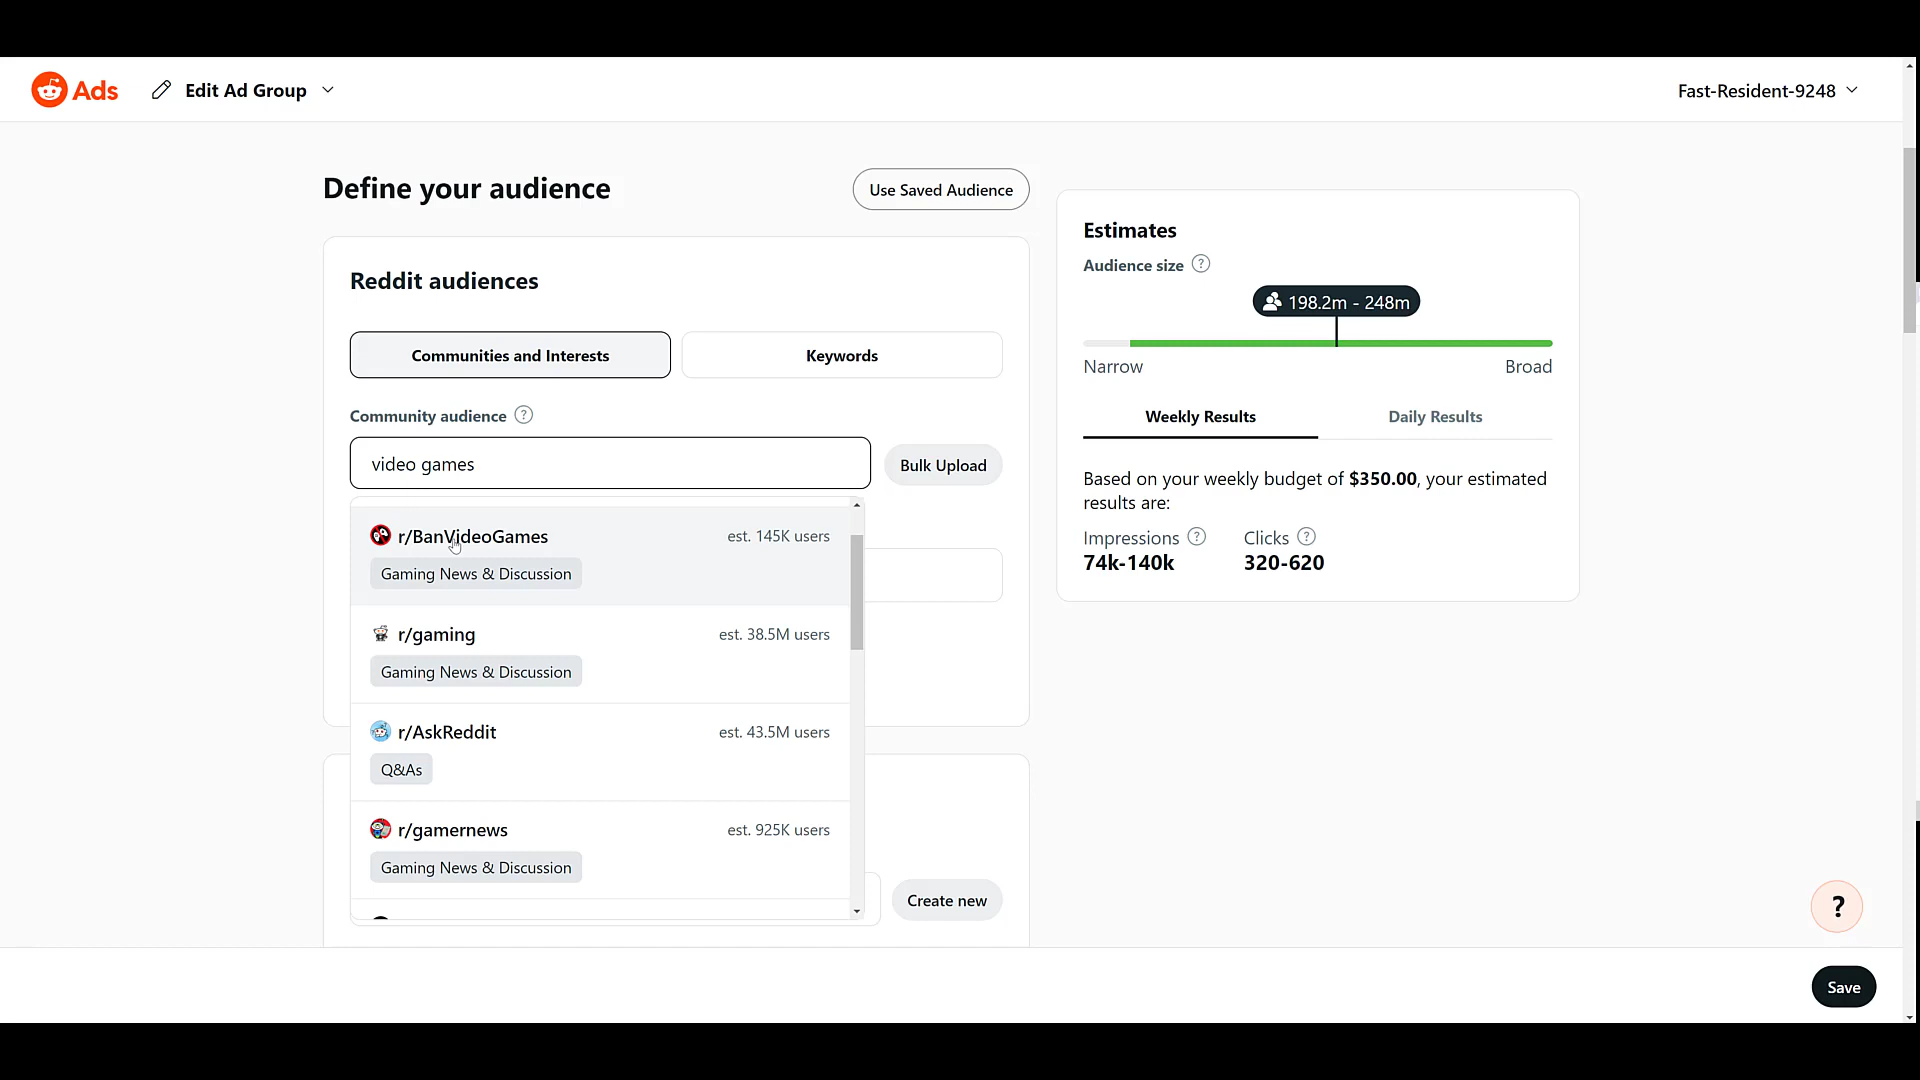 Ads
Edit Ad Group
Fast-Resident-9248
Define your audience
Use Saved Audience
Reddit audiences
Communities and Interests
Keywords
Community audience ?
video games
Bulk Upload
r/BanVideoGames
est. 145K users
Gaming News & Discussion
r/gaming
est. 38.5M users
Gaming News & Discussion
r/AskReddit
est. 43.5M users
Q&As
r/gamernews
est. 925K users
Gaming News & Discussion
Create new
Estimates
Audience size ?
198.2m - 248m
Narrow
Broad
Weekly Results
Daily Results
Based on your weekly budget of $350.00, your estimated
results are:
Impressions ?
Clicks ?
74k-140k
320-620
?
Save